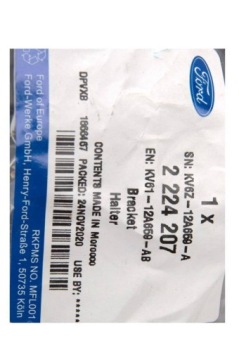 Ford
1 x
2 224 207
SN: KV6Z-12A659-A
EN: KV61-12A659-AB
Bracket
Halter
CONTENTS MADE IN Morocco
DPVXB 1866467 PACKED: 24NOV2020 USE BY: *****
Ford of Europe
Ford-Werke GmbH, Henry-Ford-Straße 1, 50735 Köln
RKPMS NO. MFL001